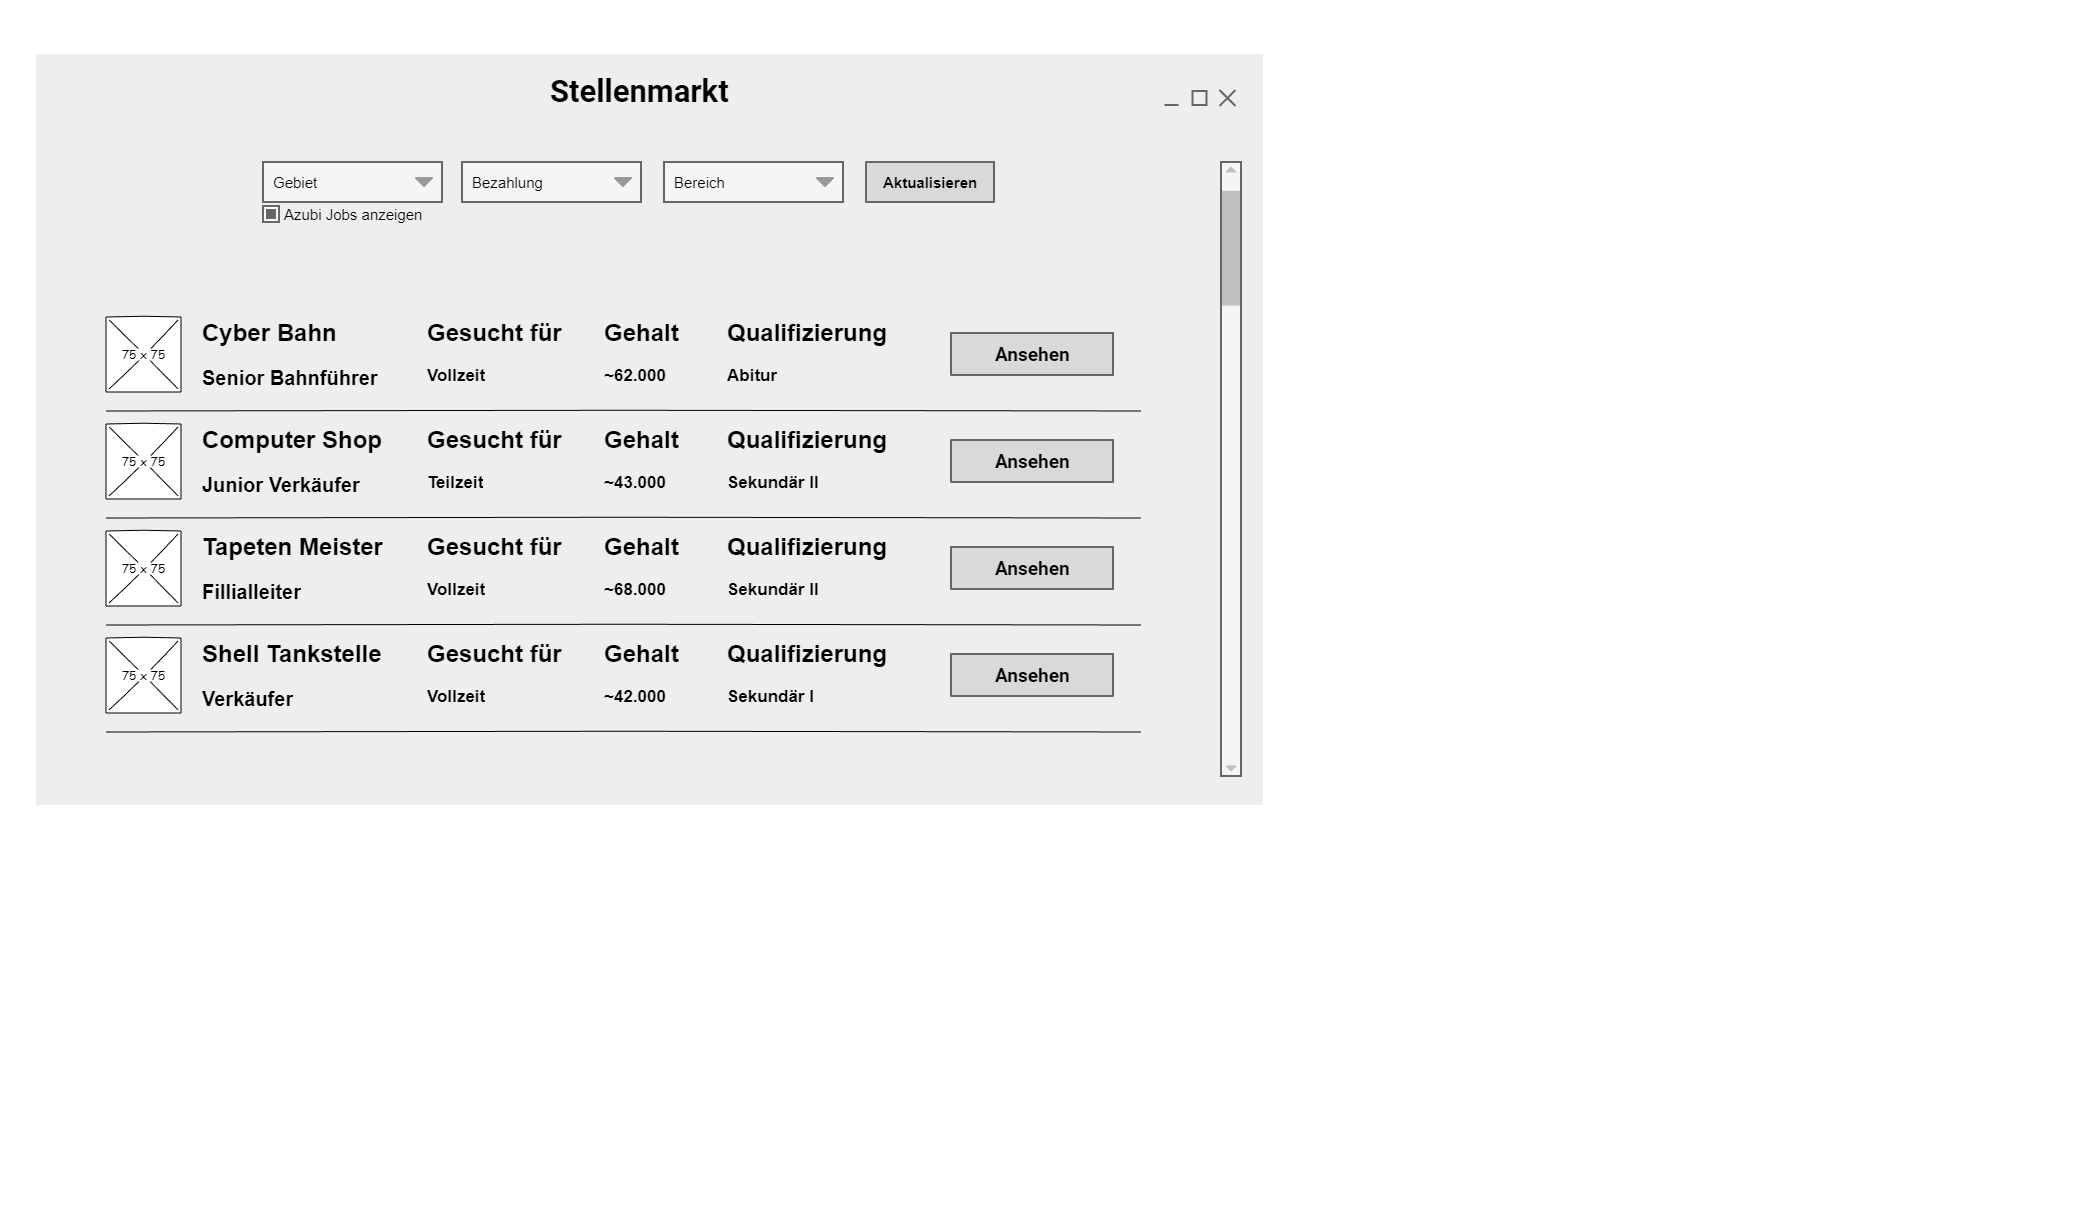 Stellenmarkt
Gebiet Bezahlung Bereich Aktualisieren
Azubi Jobs anzeigen
Cyber Bahn Gesucht für Gehalt Qualifizierung
75 x 75 Ansehen
Senior Bahnführer Vollzeit ~62.000 Abitur
Computer Shop Gesucht für Gehalt Qualifizierung
75 x 75 Ansehen
Junior Verkäufer Teilzeit ~43.000 Sekundär II
Tapeten Meister Gesucht für Gehalt Qualifizierung
75 x 75 Ansehen
Fillialleiter Vollzeit ~68.000 Sekundär II
Shell Tankstelle Gesucht für Gehalt Qualifizierung
75 x 75 Ansehen
Verkäufer Vollzeit ~42.000 Sekundär I